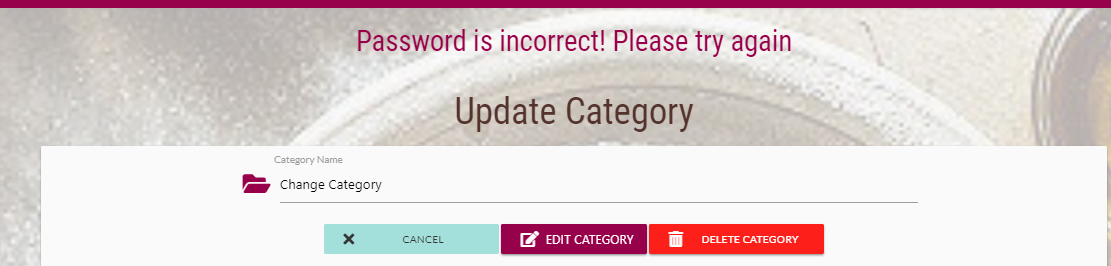 Password is incorrect! Please try again
Update Category
Category Name
Change Category
CANCEL
EDIT CATEGORY
DELETE CATEGORY